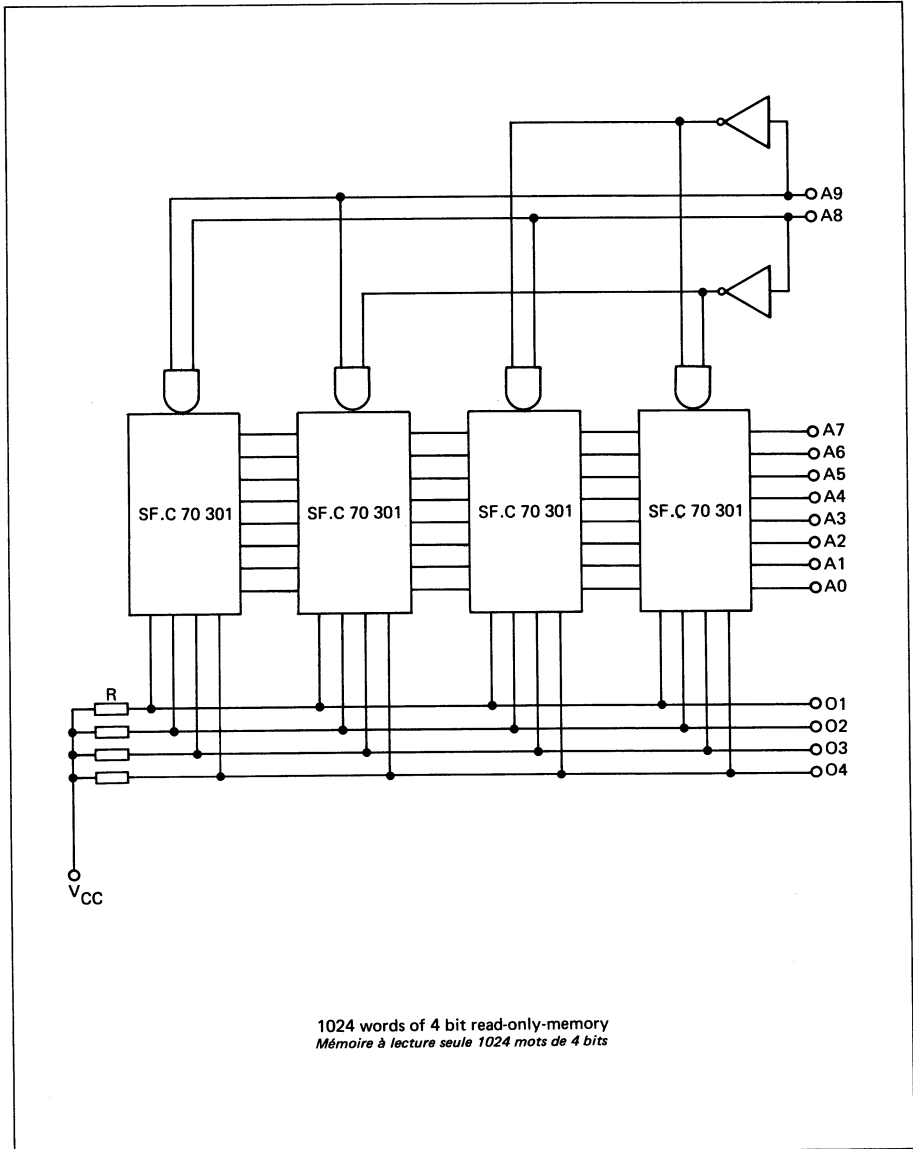 A9
A8
A7
A6
A5
A4
A3
A2
A1
A0
SF.C 70 301
SF.C 70 301
SF.C 70 301
SF.C 70 301
R
O1
O2
O3
O4
VCC
1024 words of 4 bit read-only-memory
Mémoire à lecture seule 1024 mots de 4 bits